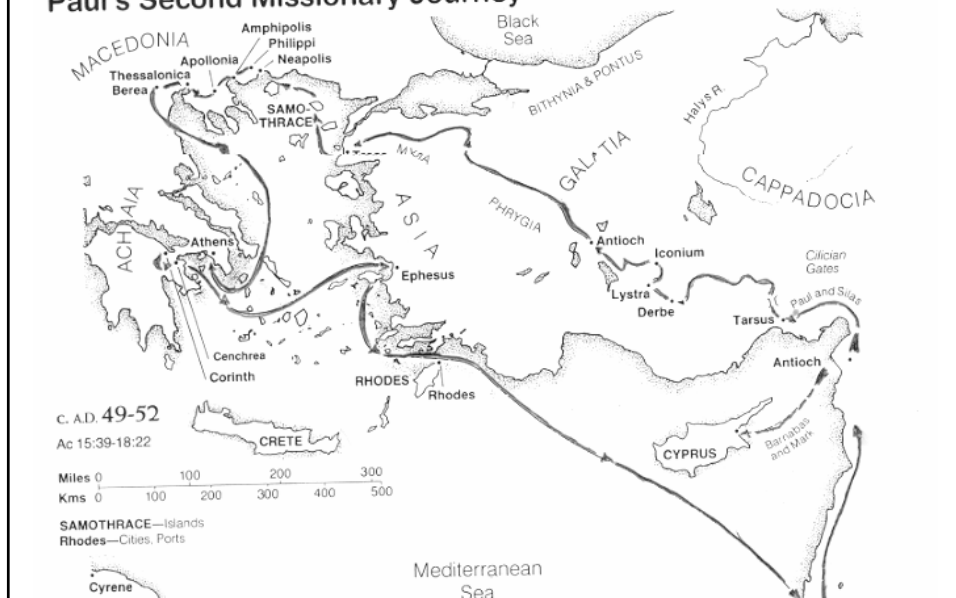 Paul's Second Missionary Journey
Black
Sea
MACEDONIA
Amphipolis
Philippi
Neapolis
Apollonia
Thessalonica
Berea
SAMO-
THRACE
BITHYNIA & PONTUS
Halys R.
GALATIA
CAPPADOCIA
MYSIA
ASIA
PHRYGIA
ACHAIA
Athens
Ephesus
Antioch
Iconium
Lystra
Derbe
Cilician
Gates
Paul and Silas
Tarsus
Antioch
Cenchrea
Corinth
RHODES
Rhodes
C. A.D. 49-52
Ac 15:39-18:22
CRETE
CYPRUS
Barnabas
and Mark
Miles 0 100 200 300
Kms 0 100 200 300 400 500
SAMOTHRACE—Islands
Rhodes—Cities, Ports
Mediterranean
Sea
Cyrene